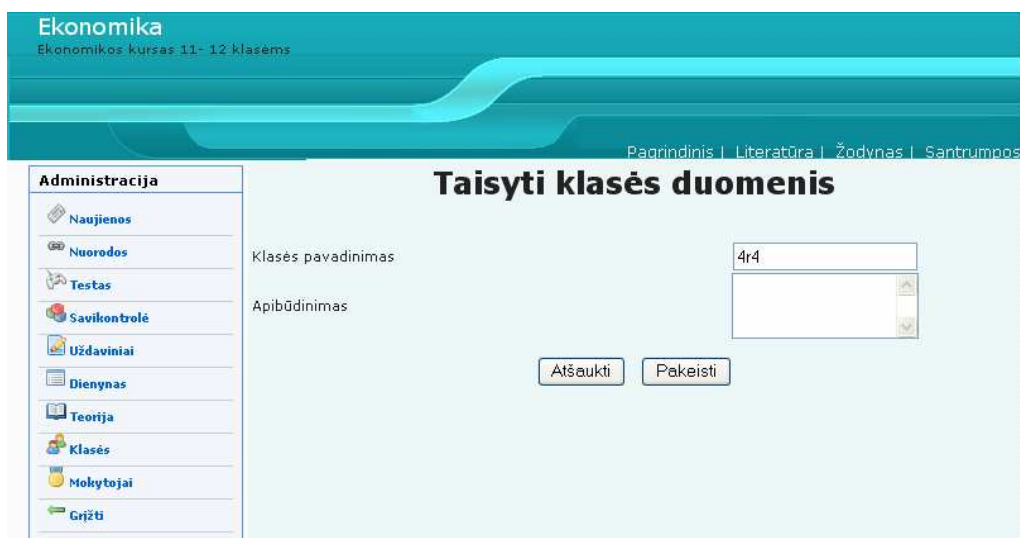 Ekonomika
Ekonomikos kursas 11- 12 klasėms
Pagrindinis | Literatūra | Žodynas | Santrumpos
Administracija
Naujienos
Nuorodos
Testas
Savikontrolė
Uždaviniai
Dienynas
Teorija
Klasės
Mokytojai
Grįžti
Taisyti klasės duomenis
Klasės pavadinimas 4r4
Apibūdinimas
Atšaukti Pakeisti